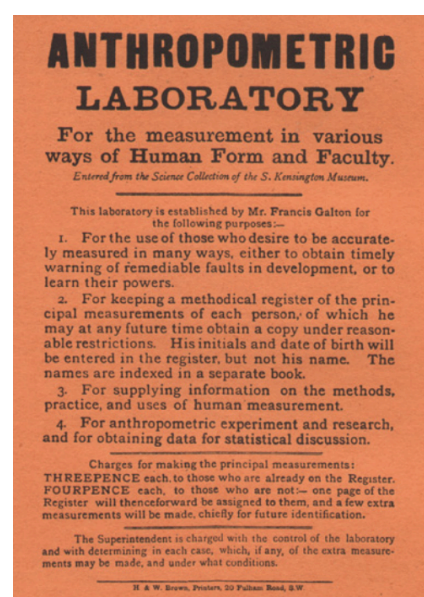 ANTHROPOMETRIC
LABORATORY
For the measurement in various
ways of Human Form and Faculty.
Entered from the Science Collection of the S. Kensington Museum.
This laboratory is established by Mr. Francis Galton for
the following purposes:—
1. For the use of those who desire to be accurate-
ly measured in many ways, either to obtain timely
warning of remediable faults in development, or to
learn their powers.
2. For keeping a methodical register of the prin-
cipal measurements of each person, of which he
may at any future time obtain a copy under reason-
able restrictions. His initials and date of birth will
be entered in the register, but not his name. The
names are indexed in a separate book.
3. For supplying information on the methods,
practice, and uses of human measurement.
4. For anthropometric experiment and research,
and for obtaining data for statistical discussion.
Charges for making the principal measurements:
THREEPENCE each, to those who are already on the Register.
FOURPENCE each, to those who are not:— one page of the
Register will thenceforward be assigned to them, and a few extra
measurements will be made, chiefly for future identification.
The Superintendent is charged with the control of the laboratory
and with determining in each case, which, if any, of the extra measure-
ments may be made, and under what conditions.
H. & W. Brown, Printers, 20 Fulham Road, S.W.